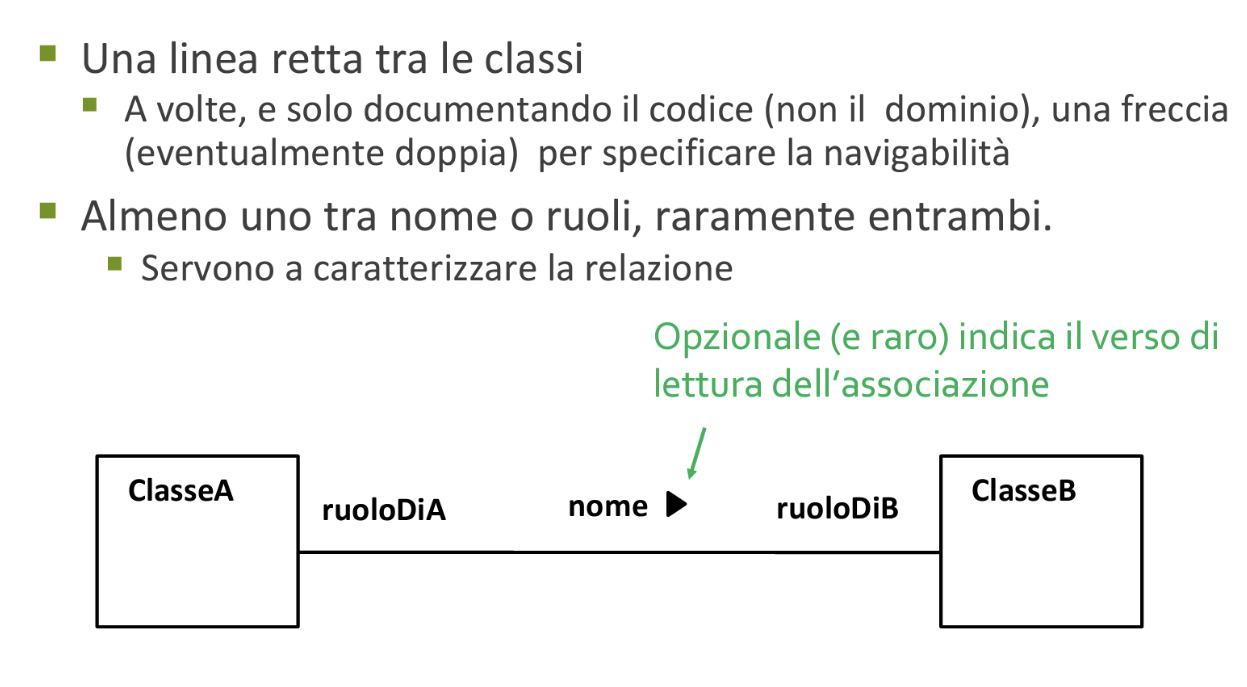 Una linea retta tra le classi
A volte, e solo documentando il codice (non il dominio), una freccia
(eventualmente doppia) per specificare la navigabilità
Almeno uno tra nome o ruoli, raramente entrambi.
Servono a caratterizzare la relazione
Opzionale (e raro) indica il verso di
lettura dell'associazione
ClasseA
ruoloDiA
nome
ruoloDiB
ClasseB